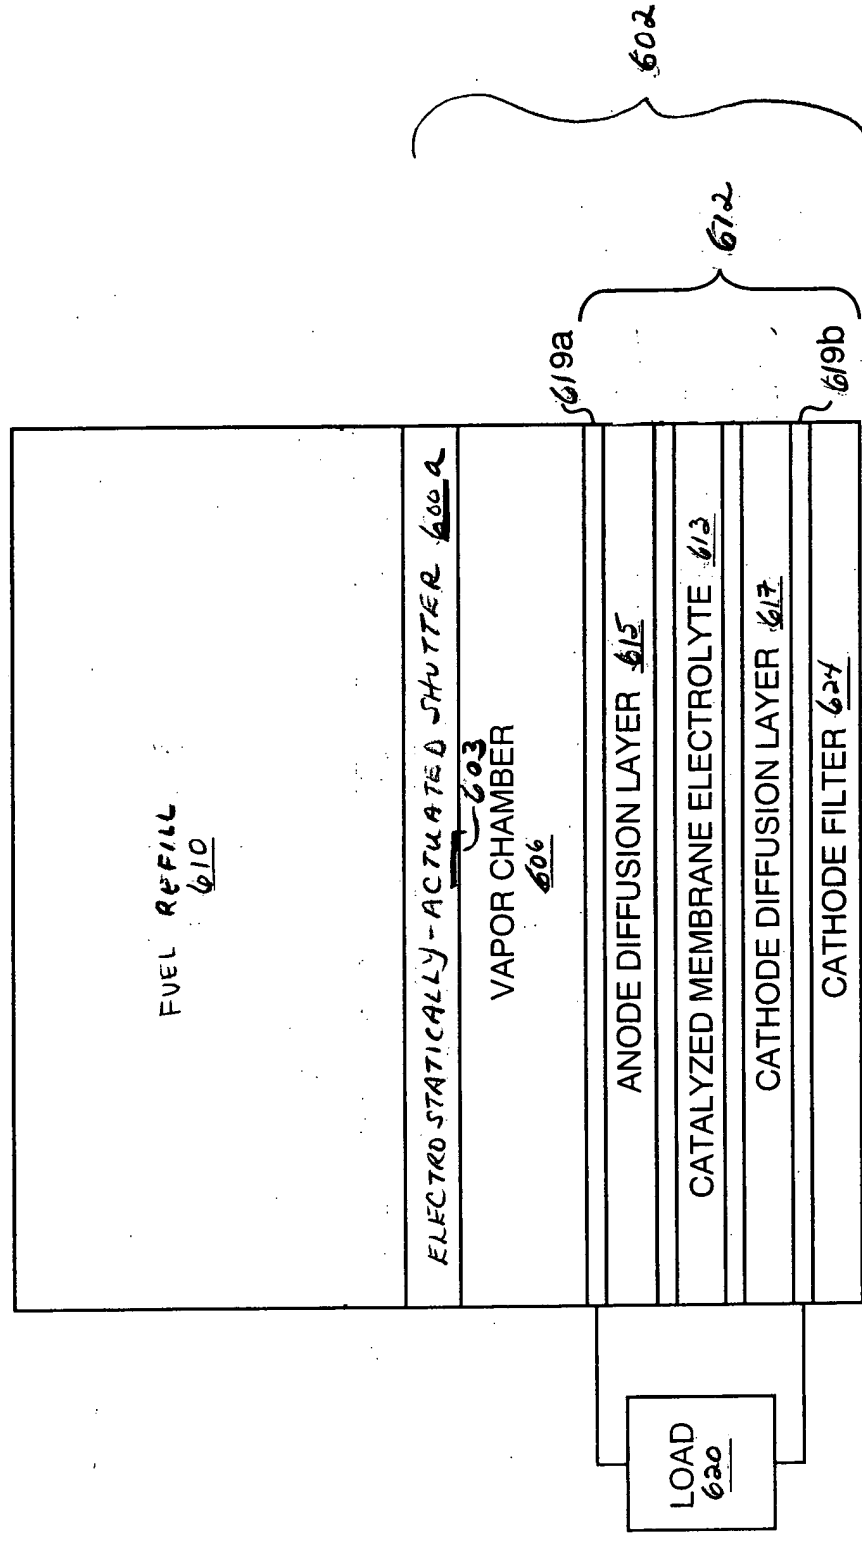 FUEL REFILL
610
ELECTROSTATICALLY-ACTUATED SHUTTER 600a
603
VAPOR CHAMBER
606
619a
ANODE DIFFUSION LAYER 615
CATALYZED MEMBRANE ELECTROLYTE 613
CATHODE DIFFUSION LAYER 617
619b
CATHODE FILTER 624
LOAD
620
612
602